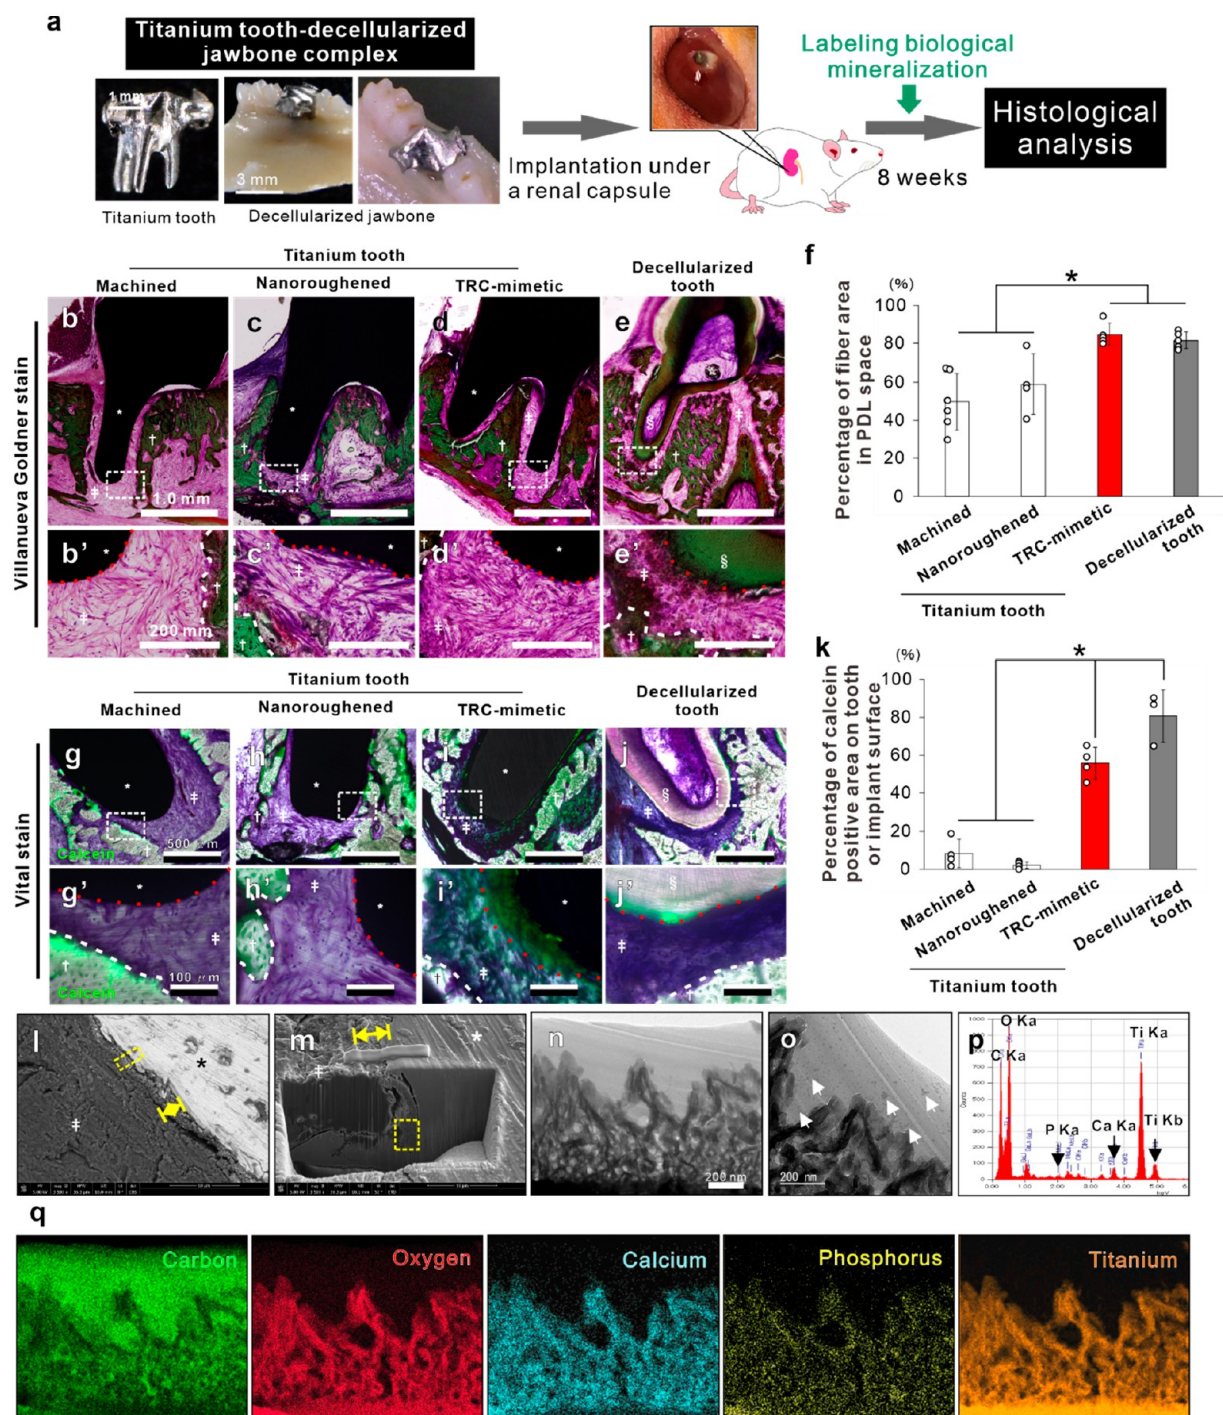 a
Titanium tooth-decellularized
jawbone complex
1 mm
3 mm
Titanium tooth
Decellularized jawbone
Implantation under
a renal capsule
Labeling biological
mineralization
8 weeks
Histological
analysis
Titanium tooth
Machined
Nanoroughened
TRC-mimetic
Decellularized
tooth
Villanueva Goldner stain
b
*
†
‡
1.0 mm
c
*
†
‡
d
*
‡
†
e
*
‡
§
†
b'
*
†
‡
200 mm
c'
*
‡
†
d'
†
*
‡
e'
‡
§
†
f
(%)
Percentage of fiber area
in PDL space
100
80
60
40
20
0
*
Machined
Nanoroughened
TRC-mimetic
Decellularized
tooth
Titanium tooth
Titanium tooth
Machined
Nanoroughened
TRC-mimetic
Decellularized
tooth
Vital stain
g
*
‡
†
Calcein
500 μm
h
*
†
‡
i
*
‡
j
§
‡
†
g'
*
‡
†
Calcein
100 μm
h'
‡
*
†
i'
*
‡
†
j'
§
‡
†
k
(%)
Percentage of calcein
positive area on tooth
or implant surface
100
80
60
40
20
0
*
Machined
Nanoroughened
TRC-mimetic
Decellularized
tooth
Titanium tooth
l
*
‡
m
*
‡
n
200 nm
o
200 nm
p
O Ka
C Ka
Ti Ka
P Ka
Ca Ka
Ti Kb
Counts
q
Carbon
Oxygen
Calcium
Phosphorus
Titanium